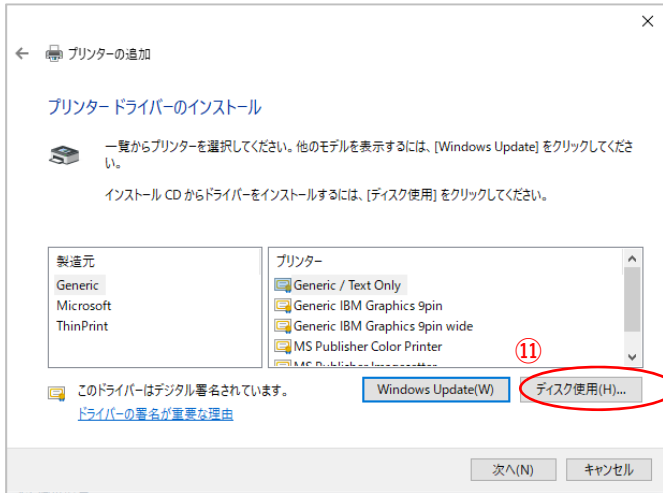 プリンターの追加
プリンター ドライバーのインストール
一覧からプリンターを選択してください。他のモデルを表示するには、[Windows Update] をクリックしてくださ
い。
インストール CD からドライバーをインストールするには、[ディスク使用] をクリックしてください。
製造元
Generic
Microsoft
ThinPrint
プリンター
Generic / Text Only
Generic IBM Graphics 9pin
Generic IBM Graphics 9pin wide
MS Publisher Color Printer
MS Publisher Imagesetter
⑪
このドライバーはデジタル署名されています。
ドライバーの署名が重要な理由
Windows Update(W)
ディスク使用(H)...
次へ(N)
キャンセル